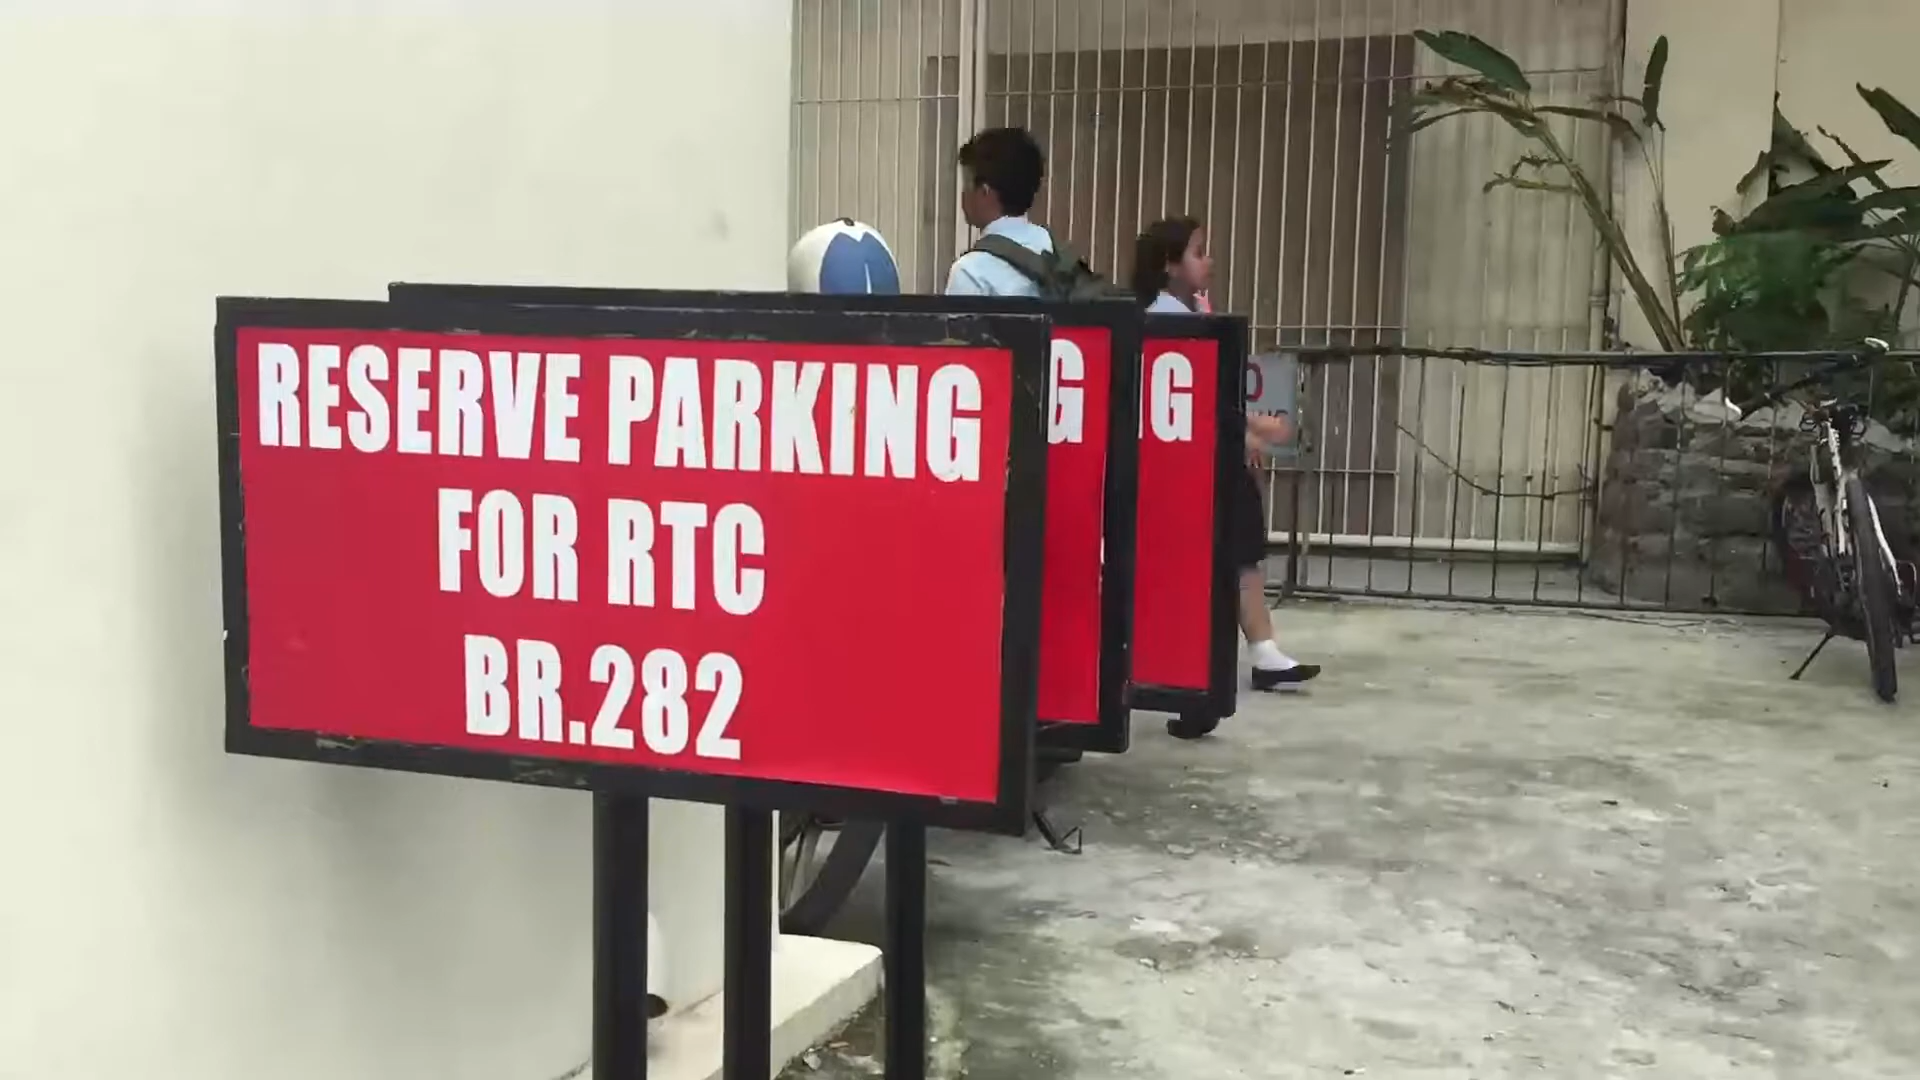 RESERVE PARKING
FOR RTC
BR.282
G
G